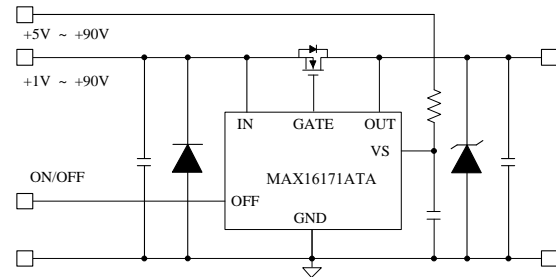 +5V ~ +90V
+1V ~ +90V
IN GATE OUT
VS
MAX16171ATA
ON/OFF
OFF
GND